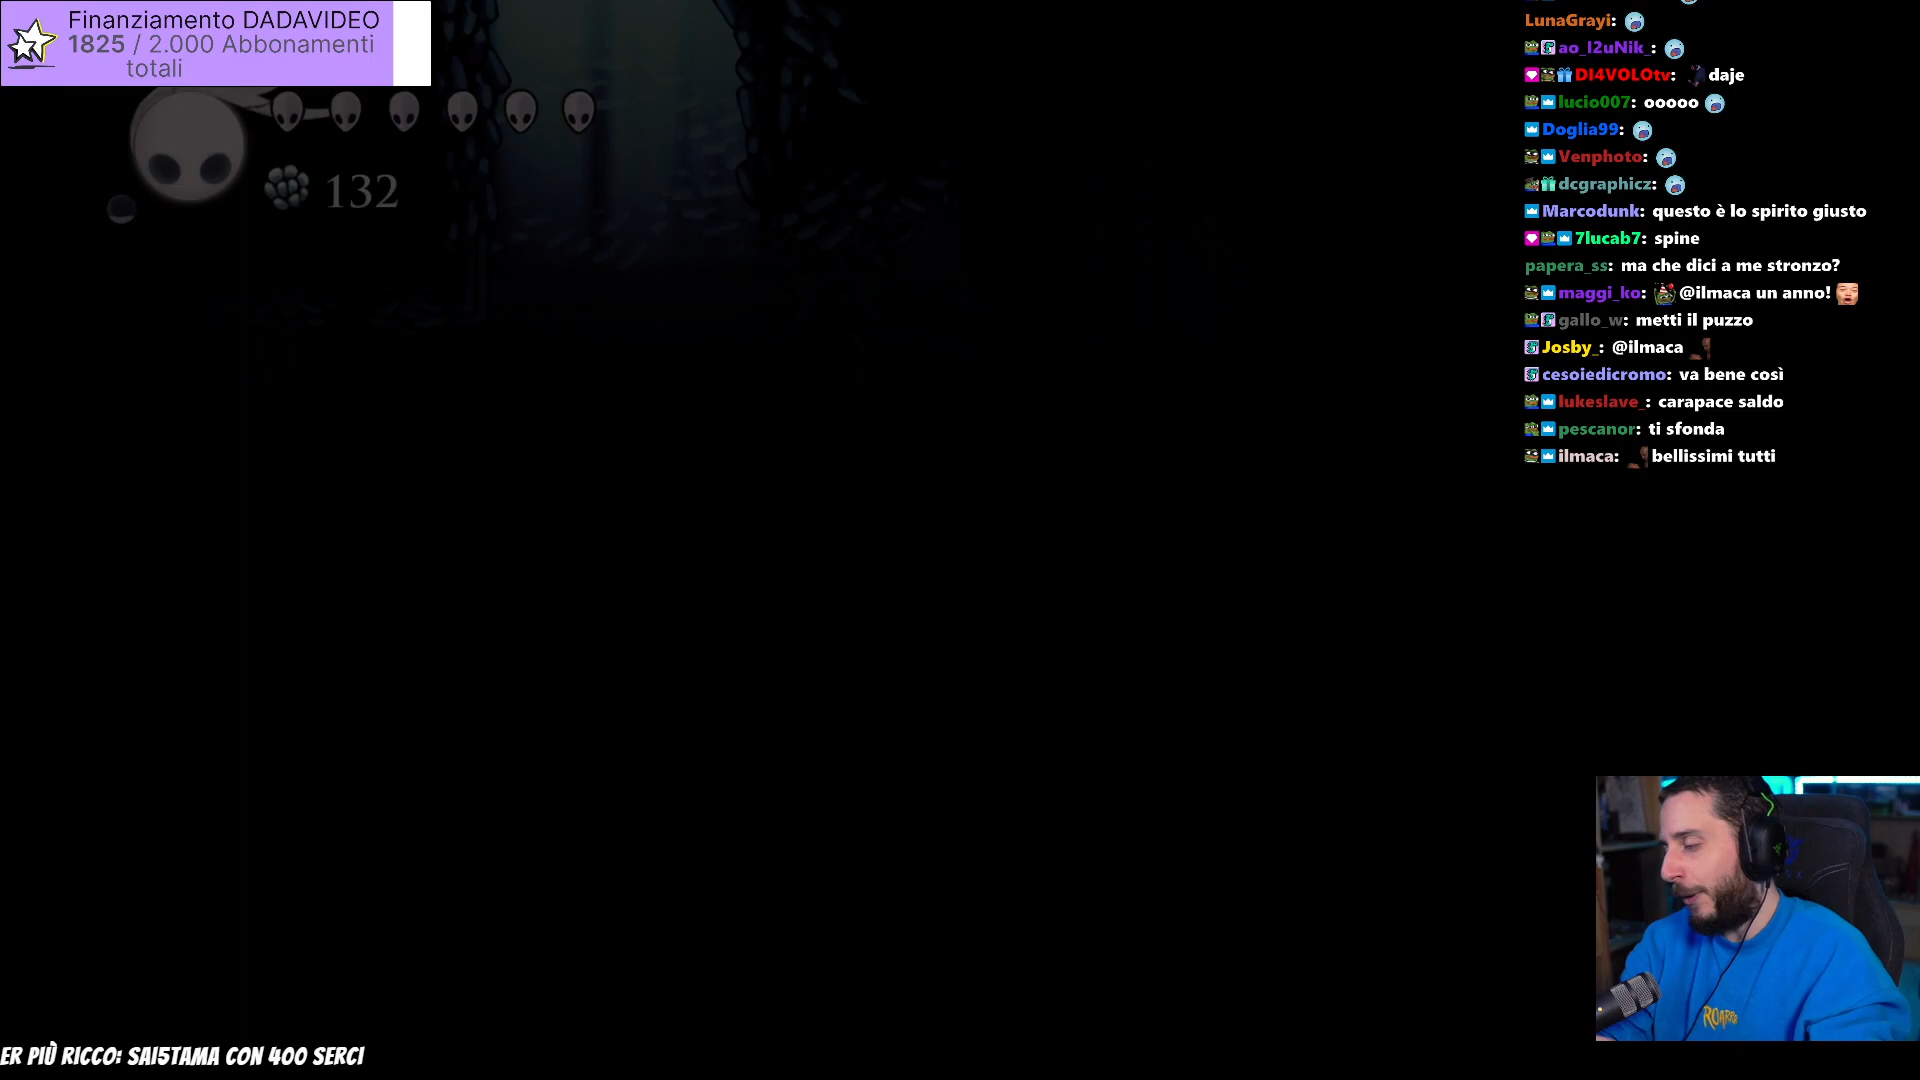 Finanziamento DADAVIDEO
1825 / 2.000 Abbonamenti
totali
132
LunaGrayi:
ao_l2uNik_:
DI4VOLOtv: daje
lucio007: ooooo
Doglia99:
Venphoto:
dcgraphicz:
Marcodunk: questo è lo spirito giusto
7lucab7: spine
papera_ss: ma che dici a me stronzo?
maggi_ko: @ilmaca un anno!
gallo_w: metti il puzzo
Josby_: @ilmaca
cesoiedicromo: va bene così
lukeslave_: carapace saldo
pescanor: ti sfonda
ilmaca: bellissimi tutti
ROARRR
ER PIÙ RICCO: SAI5TAMA CON 400 SERCI